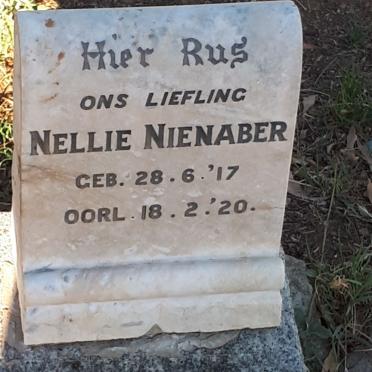 Hier Rus
ONS LIEFLING
NELLIE NIENABER
GEB. 28.6.'17
OORL. 18.2.'20.